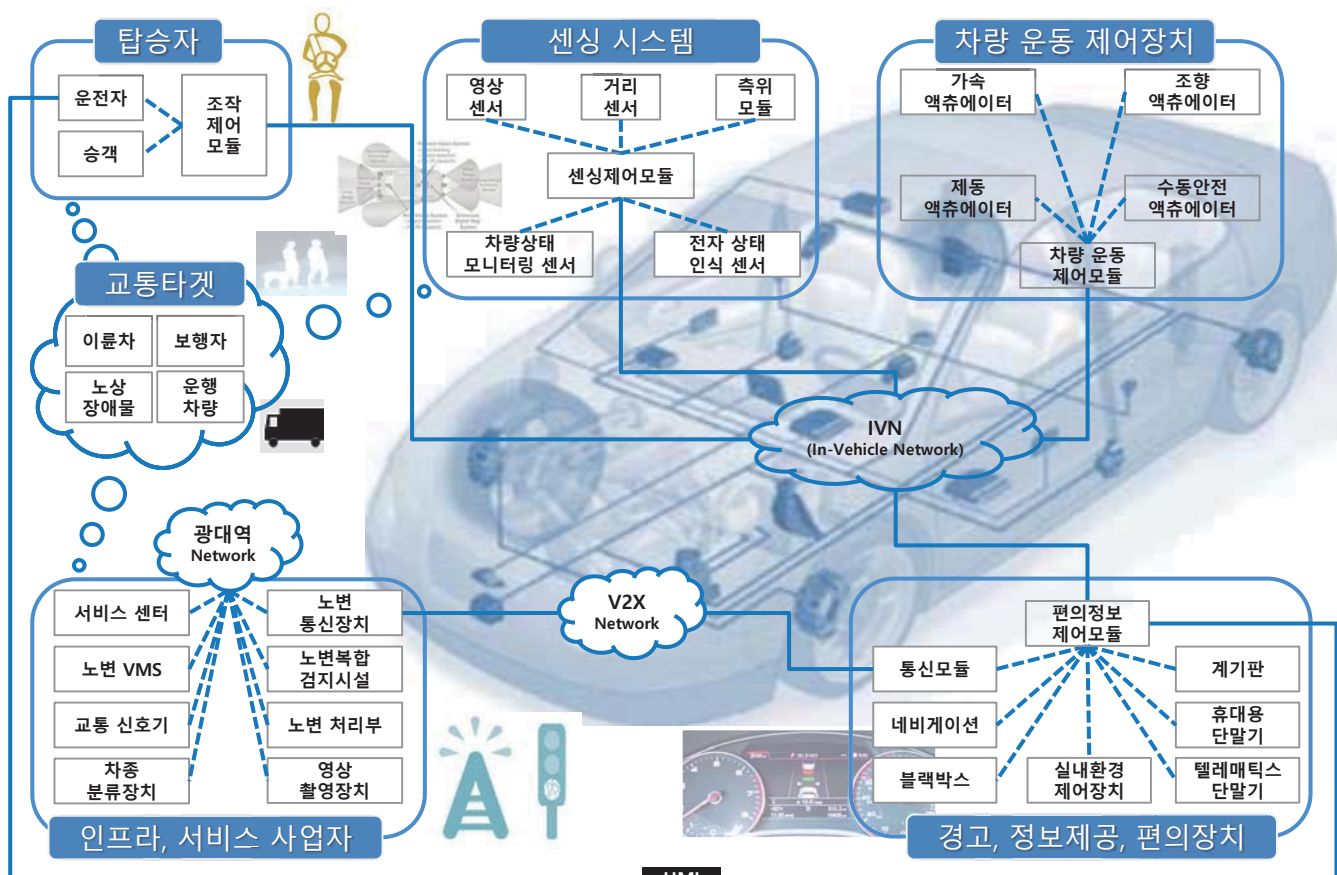 탑승자
운전자
승객
조작
제어
모듈
센싱 시스템
영상
센서
거리
센서
측위
모듈
센싱제어모듈
차량상태
모니터링 센서
전자 상태
인식 센서
차량 운동 제어장치
가속
액츄에이터
조향
액츄에이터
제동
액츄에이터
수동안전
액츄에이터
차량 운동
제어모듈
교통타겟
이륜차
보행자
노상
장애물
운행
차량
IVN
(In-Vehicle Network)
광대역
Network
V2X
Network
서비스 센터
노변
통신장치
노변 VMS
노변복합
검지시설
교통 신호기
노변 처리부
차종
분류장치
영상
촬영장치
인프라, 서비스 사업자
편의정보
제어모듈
통신모듈
계기판
네비게이션
휴대용
단말기
블랙박스
실내환경
제어장치
텔레매틱스
단말기
경고, 정보제공, 편의장치
HMI